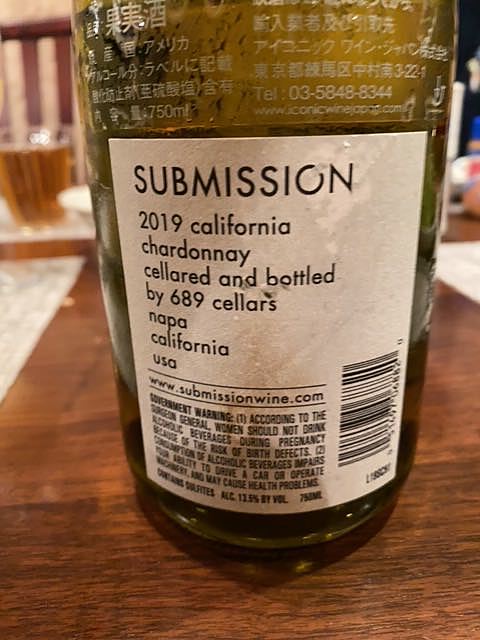 果実酒
輸入業者及び引取先
原産国:アメリカ
アイコニック ワイン・ジャパン株式会社
アルコール分:ラベルに記載
東京都練馬区中村南3-22-
酸化防止剤(亜硫酸塩)含有
Tel : 03-5848-8344
内容量:750ml
www.iconicwinejapan.com
SUBMISSION
2019 california
chardonnay
cellared and bottled
by 689 cellars
napa
california
usa
www.submissionwine.com
GOVERNMENT WARNING: (1) ACCORDING TO THE
SURGEON GENERAL, WOMEN SHOULD NOT DRINK
ALCOHOLIC BEVERAGES DURING PREGNANCY
BECAUSE OF THE RISK OF BIRTH DEFECTS. (2)
CONSUMPTION OF ALCOHOLIC BEVERAGES IMPAIRS
YOUR ABILITY TO DRIVE A CAR OR OPERATE
MACHINERY, AND MAY CAUSE HEALTH PROBLEMS.
CONTAINS SULFITES ALC. 13.5% BY VOL. 750ML